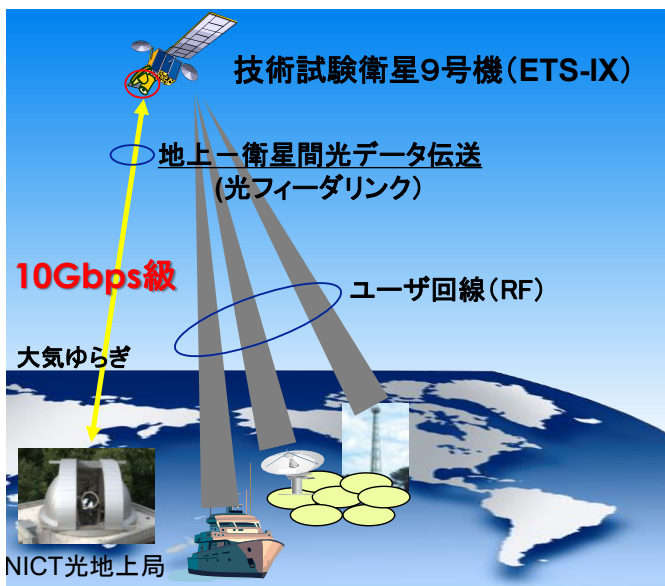 技術試験衛星9号機（ETS-IX）
地上－衛星間光データ伝送
(光フィーダリンク）
10Gbps級
ユーザ回線（RF）
大気ゆらぎ
NICT光地上局